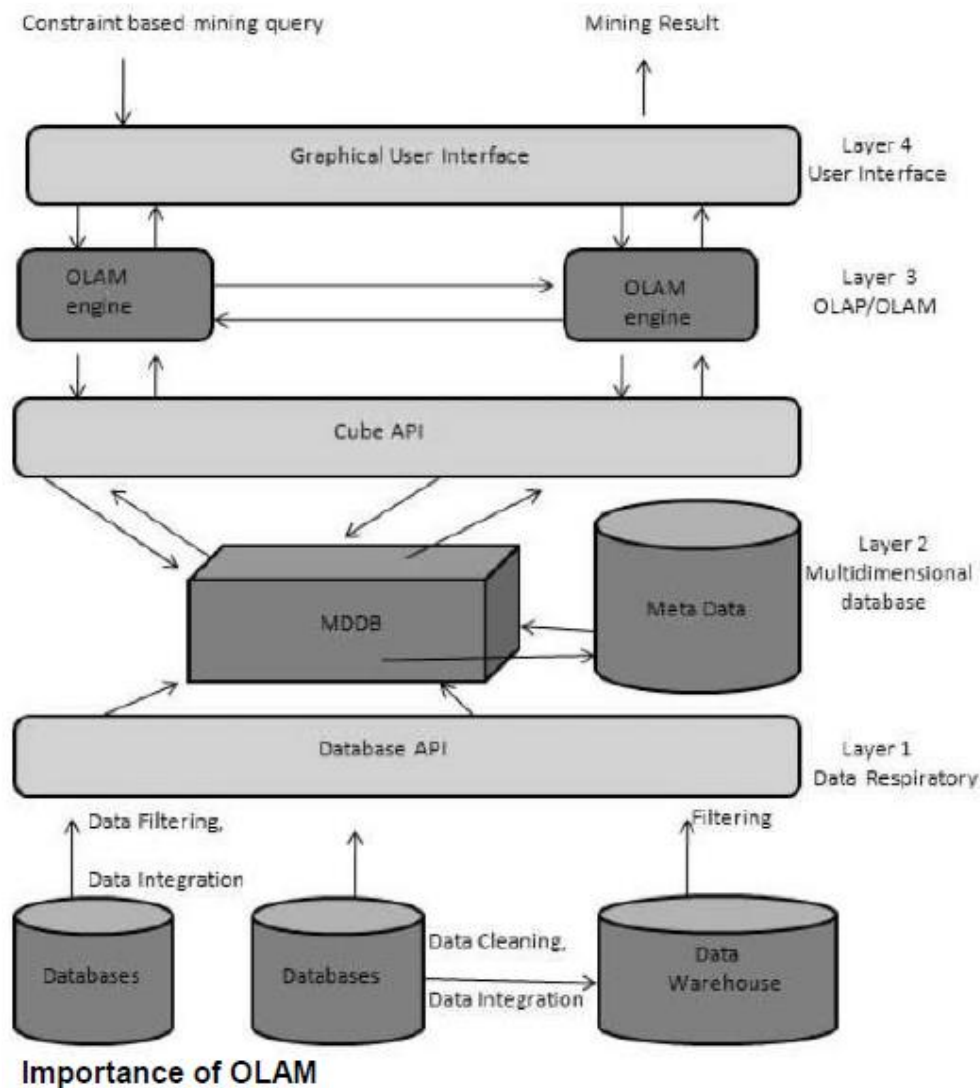 Constraint based mining query
Mining Result
Graphical User Interface
Layer 4
User Interface
OLAM
engine
OLAM
engine
Layer 3
OLAP/OLAM
Cube API
Layer 2
Multidimensional
database
MDDB
Meta Data
Database API
Layer 1
Data Respiratory
Data Filtering,
Data Integration
Filtering
Databases
Databases
Data Cleaning,
Data Integration
Data
Warehouse
Importance of OLAM